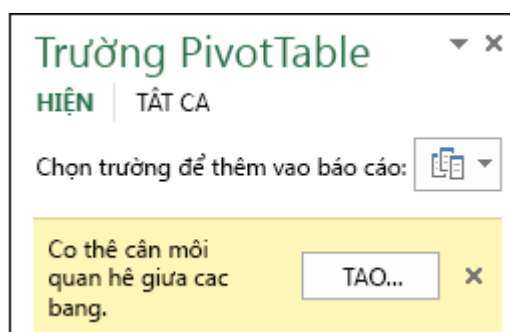 Trường PivotTable
HIỆN TẤT CA
Chọn trường để thêm vao báo cáo:
Co thê cân môi
quan hê giưa cac
bang.
TAO...